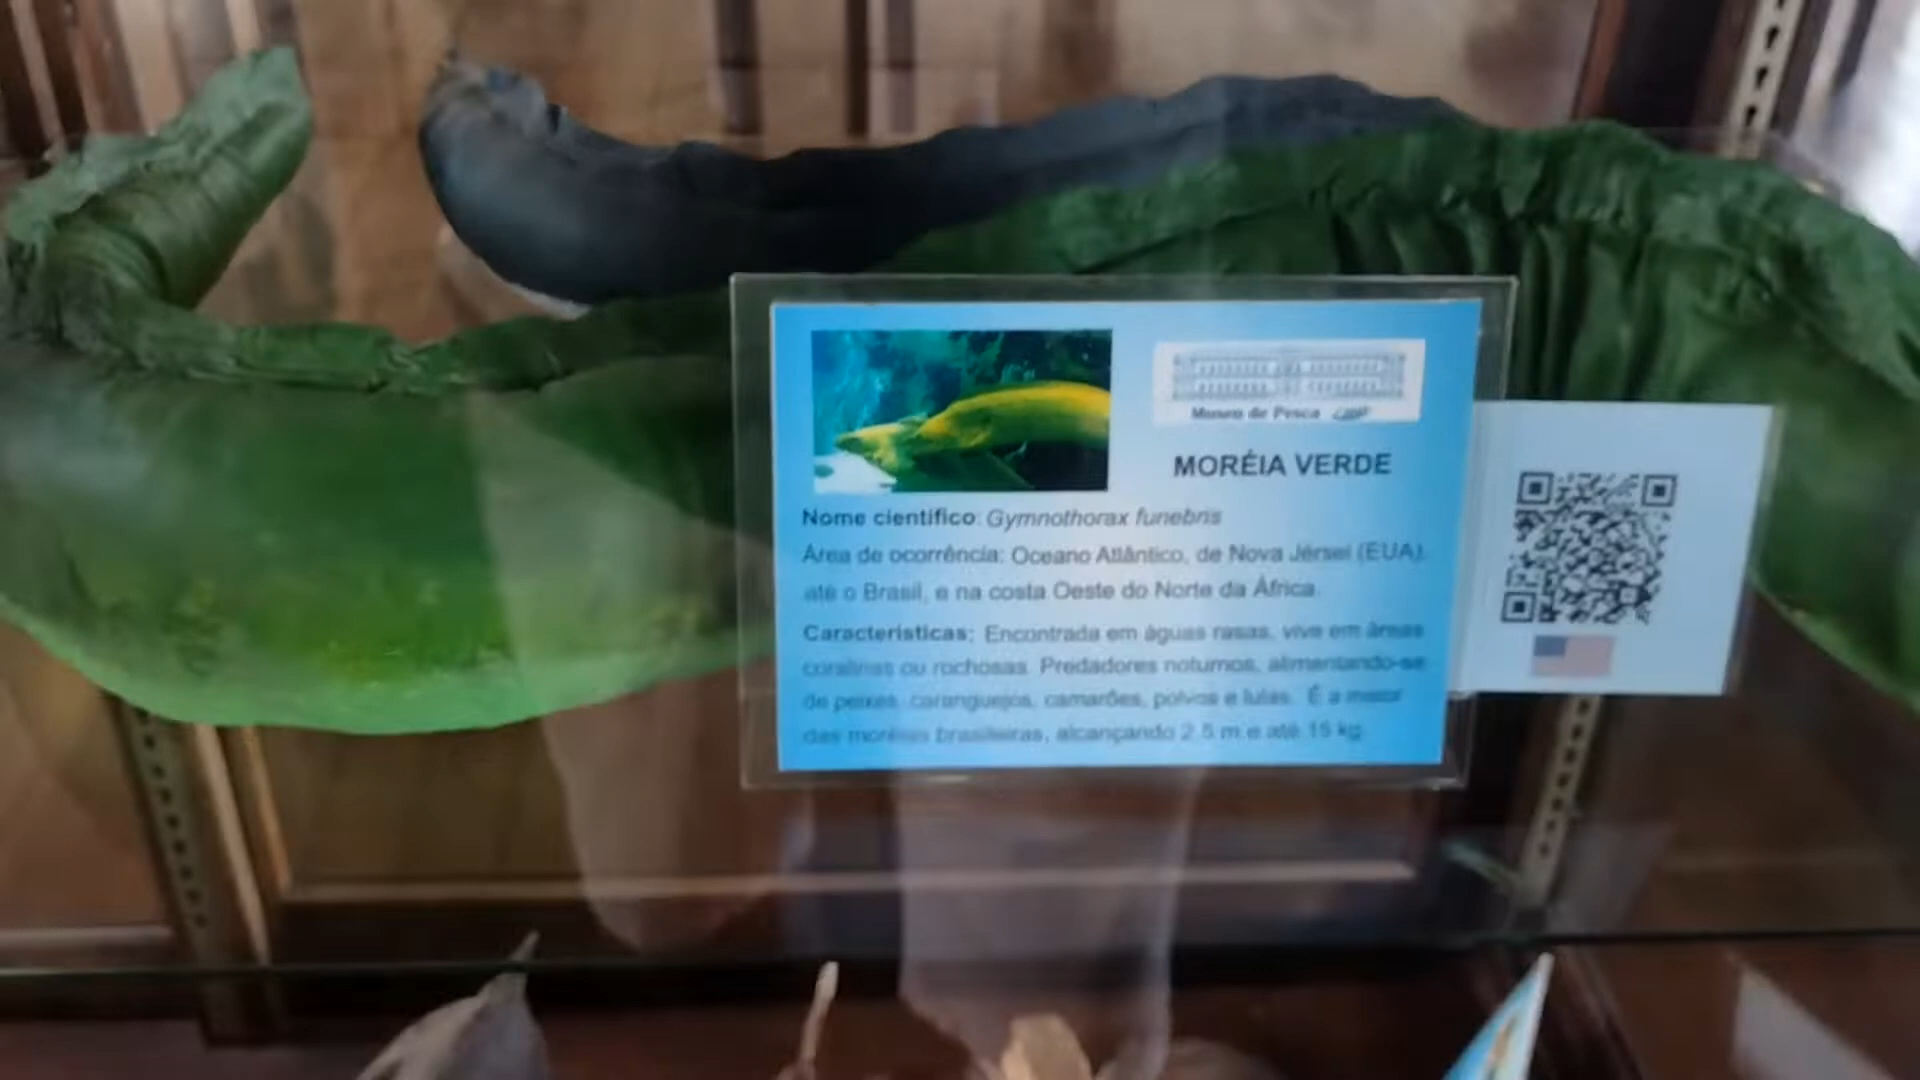 Museu de Pesca
MORÉIA VERDE
Nome científico: Gymnothorax funebris
Área de ocorrência: Oceano Atlântico, de Nova Jérsei (EUA)
até o Brasil, e na costa Oeste do Norte da África.
Características: Encontrada em águas rasas, vive em áreas
coralinas ou rochosas. Predadores noturnos, alimentando-se
de peixes, caranguejos, camarões, polvos e lulas. É a maior
das moréias brasileiras, alcançando 2.5 m e até 15 kg.